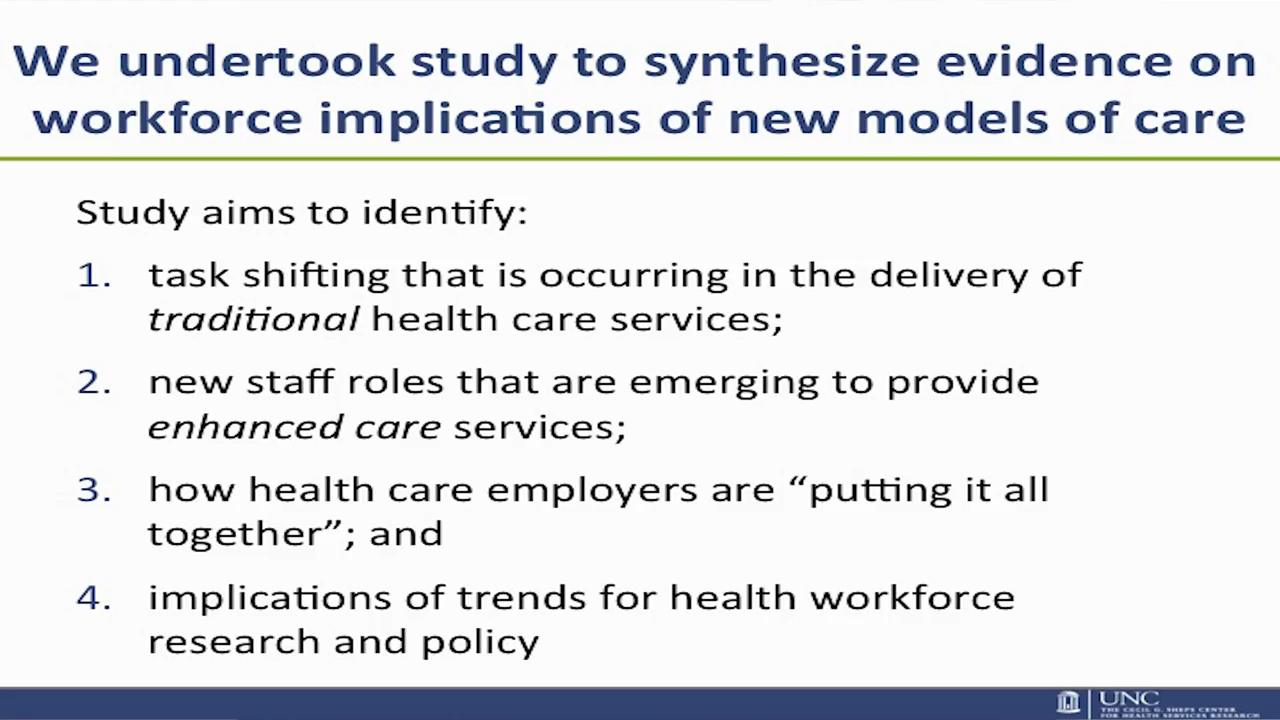 We undertook study to synthesize evidence on
workforce implications of new models of care
Study aims to identify:
1. task shifting that is occurring in the delivery of
traditional health care services;
2. new staff roles that are emerging to provide
enhanced care services;
3. how health care employers are “putting it all
together”; and
4. implications of trends for health workforce
research and policy
UNC
THE CECIL G. SHEPS CENTER
FOR HEALTH SERVICES RESEARCH